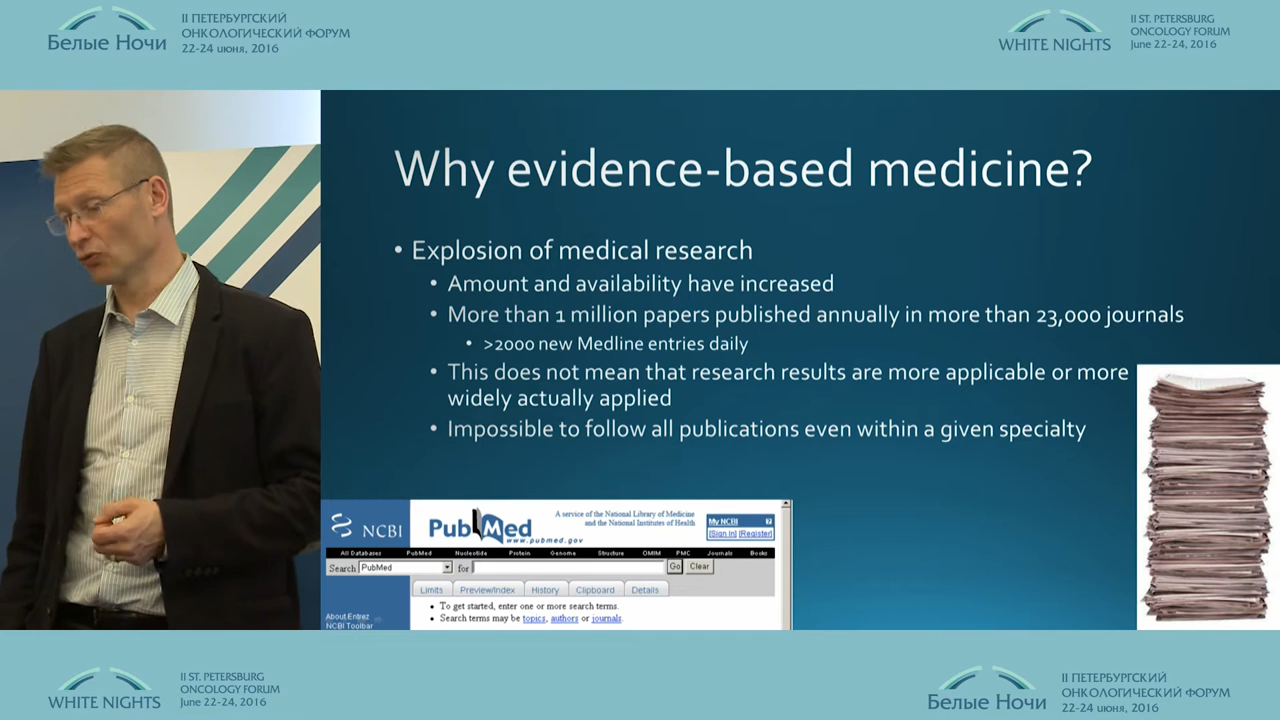 II ПЕТЕРБУРГСКИЙ
ОНКОЛОГИЧЕСКИЙ ФОРУМ
22-24 июня, 2016
Белые Ночи
II ST. PETERSBURG
ONCOLOGY FORUM
June 22-24, 2016
WHITE NIGHTS
Why evidence-based medicine?
• Explosion of medical research
• Amount and availability have increased
• More than 1 million papers published annually in more than 23,000 journals
• >2000 new Medline entries daily
• This does not mean that research results are more applicable or more
widely actually applied
• Impossible to follow all publications even within a given specialty
NCBI
PubMed
www.pubmed.gov
A service of the National Library of Medicine
and the National Institutes of Health
My NCBI
[Sign In] [Register]
All Databases PubMed Nucleotide Protein Genome Structure OMIM PMC Journals Books
Search PubMed for Go Clear
Limits Preview/Index History Clipboard Details
• To get started, enter one or more search terms.
• Search terms may be topics, authors or journals.
About Entrez
NCBI Toolbar
II ST. PETERSBURG
ONCOLOGY FORUM
June 22-24, 2016
WHITE NIGHTS
II ПЕТЕРБУРГСКИЙ
ОНКОЛОГИЧЕСКИЙ ФОРУМ
22-24 июня, 2016
Белые Ночи